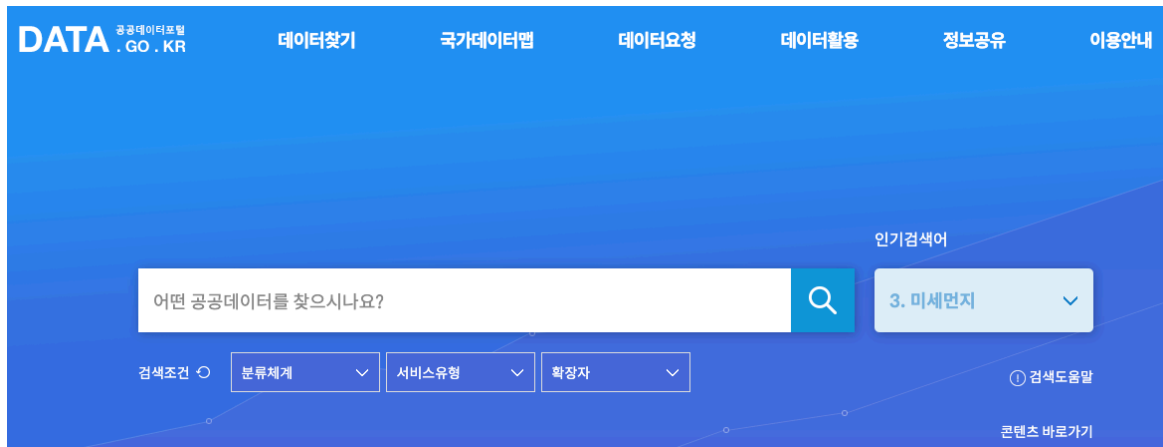 DATA 공공데이터포털
. GO . KR
데이터찾기 국가데이터맵 데이터요청 데이터활용 정보공유 이용안내
인기검색어
어떤 공공데이터를 찾으시나요?
3. 미세먼지
검색조건 분류체계 서비스유형 확장자
검색도움말
콘텐츠 바로가기